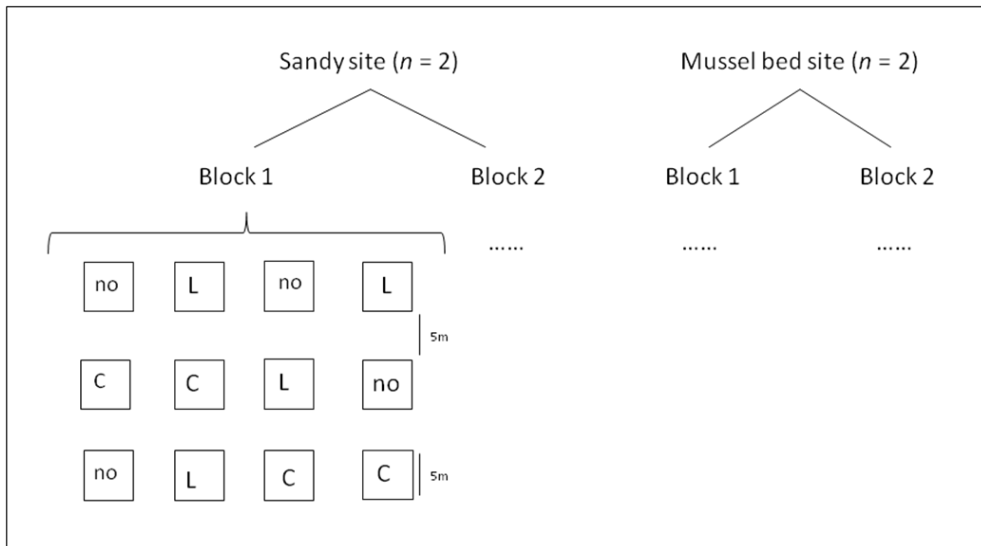 Sandy site (n = 2) Mussel bed site (n = 2)
Block 1 Block 2 Block 1 Block 2
...... ...... ......
no L no L
5m
C C L no
no L C C 5m